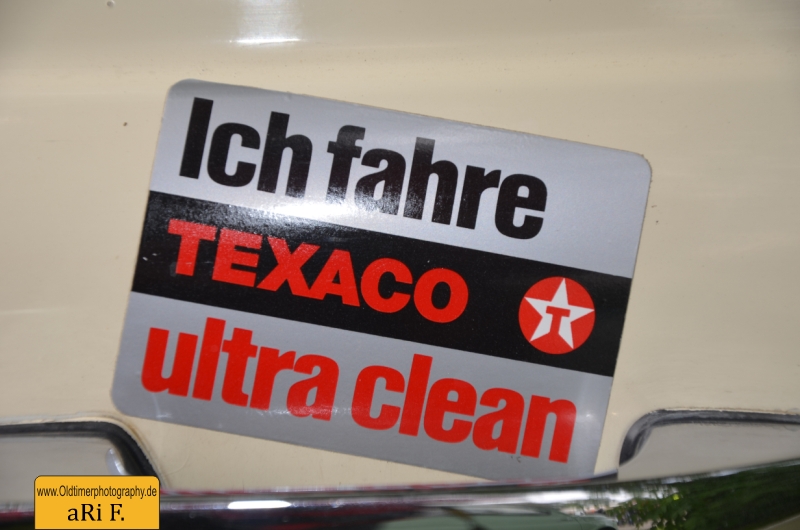 Ich fahre
TEXACO
T
ultra clean
www.Oldtimerphotography.de
aRi F.